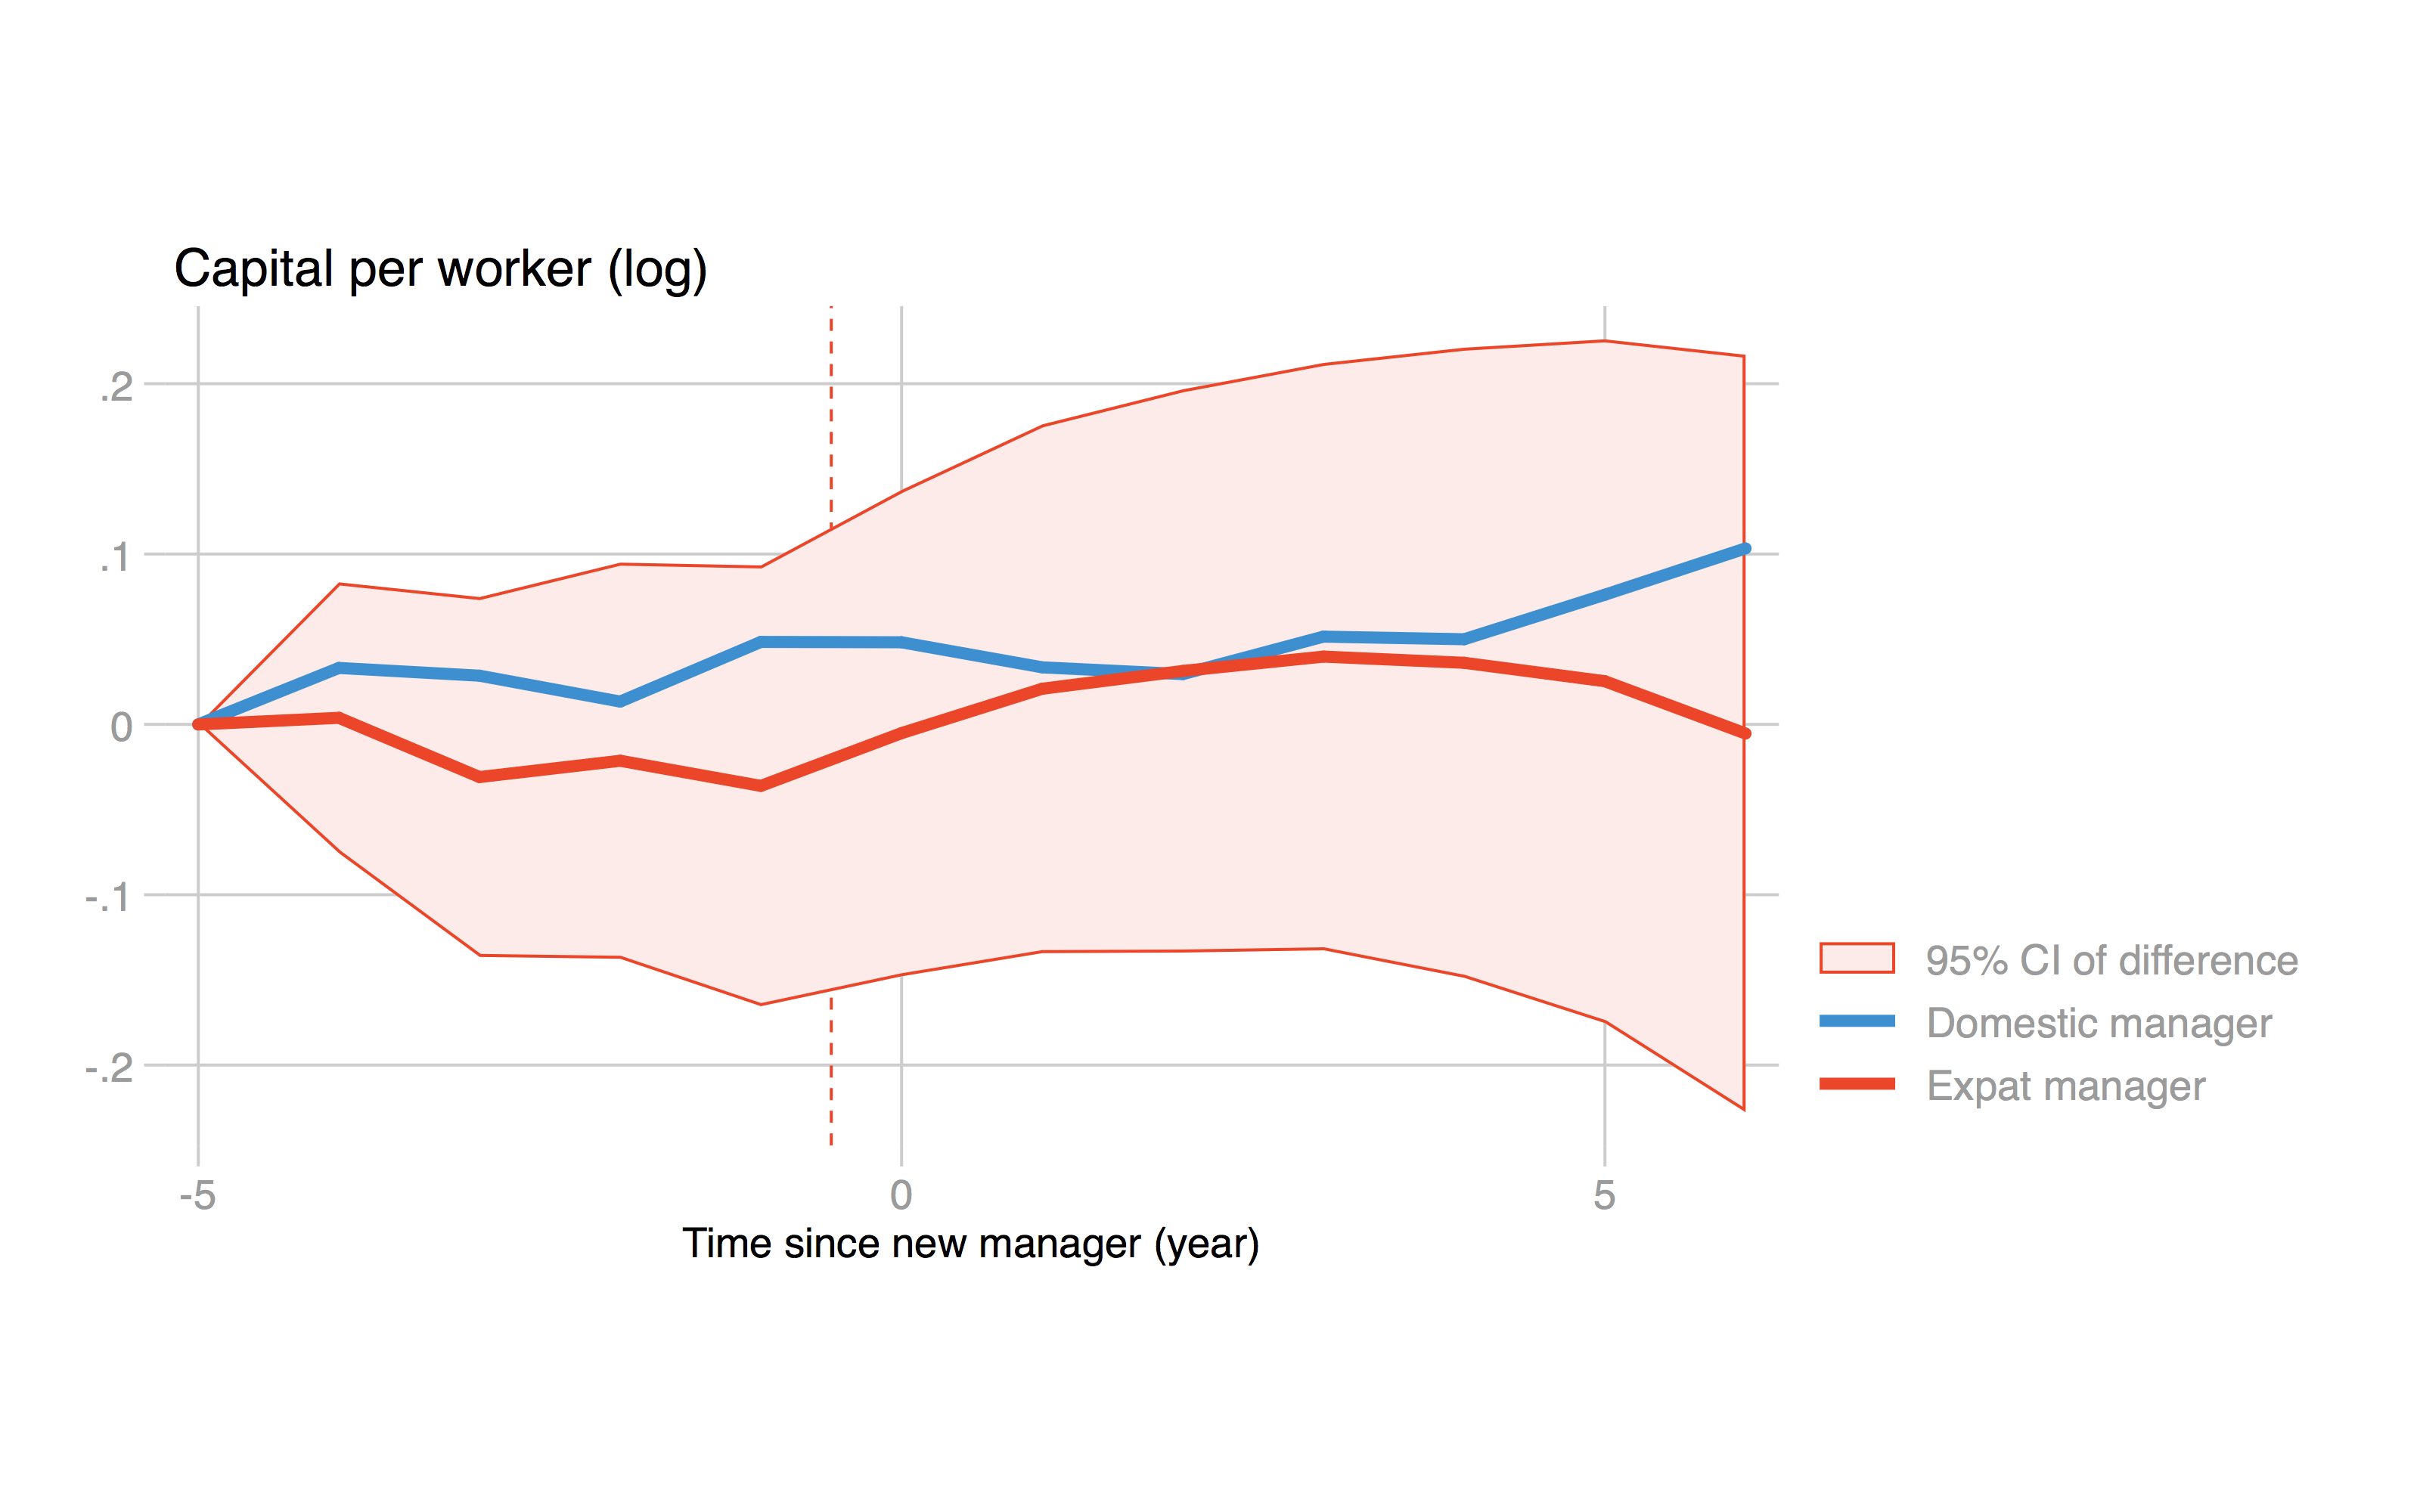 Capital per worker (log)
.2
.1
0
-.1
-.2
-5
0
5
Time since new manager (year)
95% CI of difference
Domestic manager
Expat manager